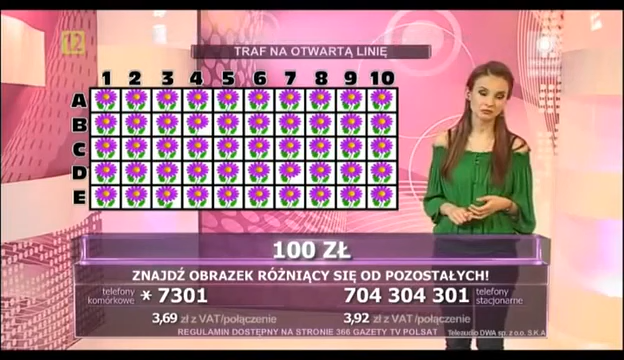 12
TRAF NA OTWARTĄ LINIĘ
1 2 3 4 5 6 7 8 9 10
A
B
C
D
E
100 ZŁ
ZNAJDŹ OBRAZEK RÓŻNIĄCY SIĘ OD POZOSTAŁYCH!
telefony komórkowe * 7301
704 304 301 telefony stacjonarne
3,69 zł z VAT/połączenie 3,92 zł z VAT/połączenie
REGULAMIN DOSTĘPNY NA STRONIE 366 GAZETY TV POLSAT
Teleaudio DWA sp. z o.o. S.K.A